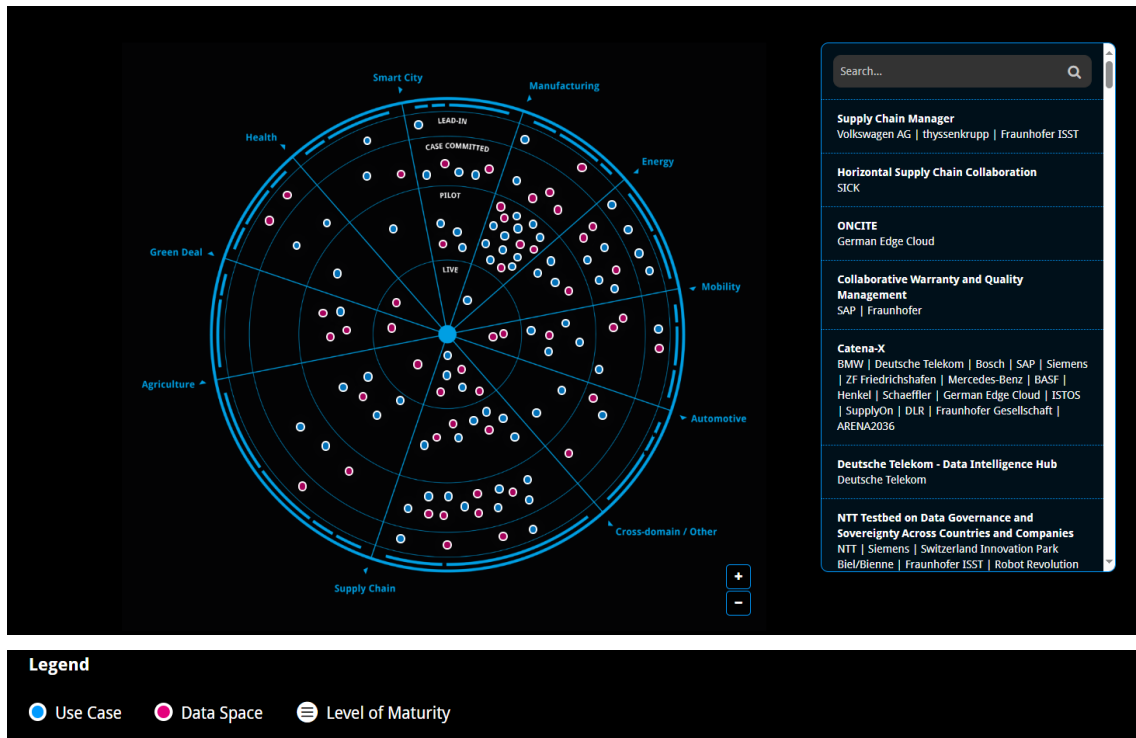 Smart City
Manufacturing
LEAD-IN
Health
CASE COMMITTED
Energy
PILOT
Green Deal
LIVE
Mobility
Agriculture
Automotive
Cross-domain / Other
Supply Chain
+
−
Search...
Supply Chain Manager
Volkswagen AG | thyssenkrupp | Fraunhofer ISST
Horizontal Supply Chain Collaboration
SICK
ONCITE
German Edge Cloud
Collaborative Warranty and Quality
Management
SAP | Fraunhofer
Catena-X
BMW | Deutsche Telekom | Bosch | SAP | Siemens
| ZF Friedrichshafen | Mercedes-Benz | BASF |
Henkel | Schaeffler | German Edge Cloud | ISTOS
| SupplyOn | DLR | Fraunhofer Gesellschaft |
ARENA2036
Deutsche Telekom - Data Intelligence Hub
Deutsche Telekom
NTT Testbed on Data Governance and
Sovereignty Across Countries and Companies
NTT | Siemens | Switzerland Innovation Park
Biel/Bienne | Fraunhofer ISST | Robot Revolution
Legend
Use Case
Data Space
Level of Maturity